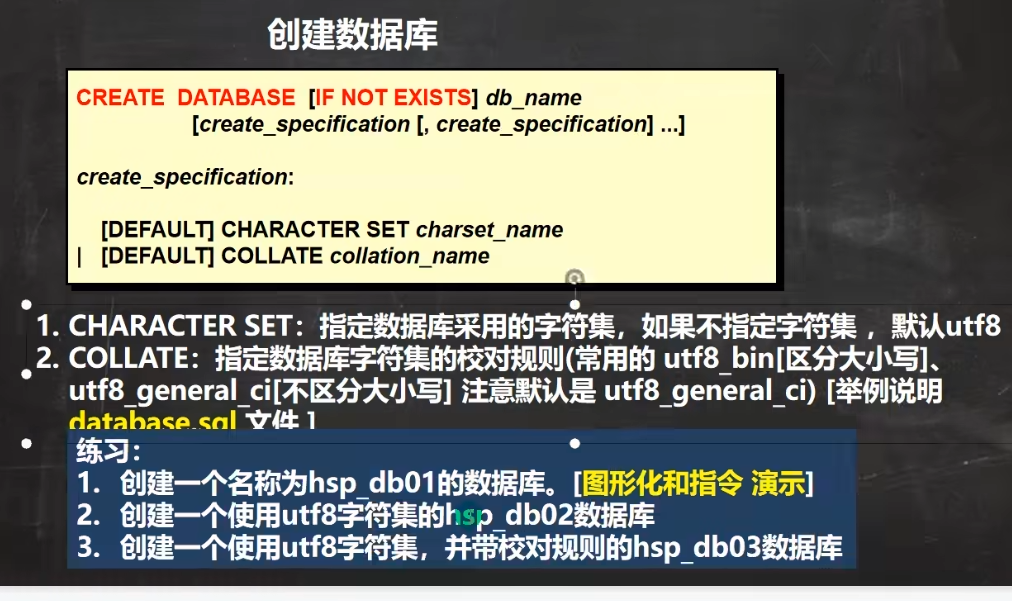 创建数据库
CREATE DATABASE [IF NOT EXISTS] db_name
[create_specification [, create_specification] ...]
create_specification:
[DEFAULT] CHARACTER SET charset_name
| [DEFAULT] COLLATE collation_name
1. CHARACTER SET：指定数据库采用的字符集，如果不指定字符集 ，默认utf8
2. COLLATE：指定数据库字符集的校对规则(常用的 utf8_bin[区分大小写]、
utf8_general_ci[不区分大小写] 注意默认是 utf8_general_ci) [举例说明
database.sql 文件 ]
练习：
1. 创建一个名称为hsp_db01的数据库。[图形化和指令 演示]
2. 创建一个使用utf8字符集的hsp_db02数据库
3. 创建一个使用utf8字符集，并带校对规则的hsp_db03数据库